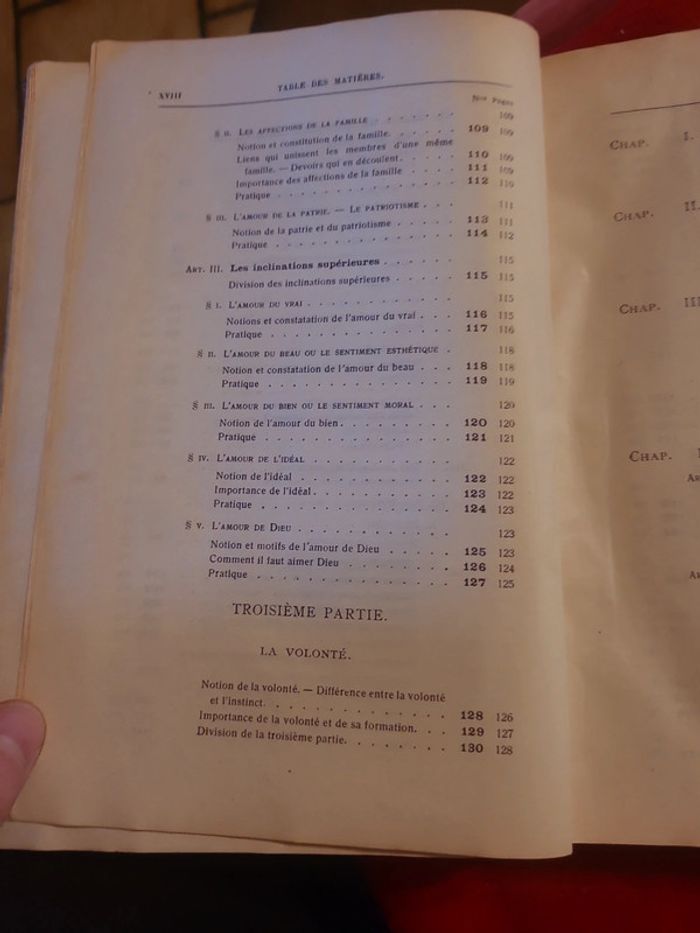 XVIII TABLE DES MATIÈRES.
Nos Pages
§ II. LES AFFECTIONS DE LA FAMILLE . . . . . . 109
Notion et constitution de la famille. . . . . . 109 109
Liens qui unissent les membres d'une même
famille. — Devoirs qui en découlent. . . . . 110 109
Importance des affections de la famille . . . . 111 109
Pratique . . . . . . . . . . . . 112 110
§ III. L'AMOUR DE LA PATRIE. — LE PATRIOTISME . . . 111
Notion de la patrie et du patriotisme . . . . 113 111
Pratique . . . . . . . . . . . . 114 112
ART. III. Les inclinations supérieures . . . . . 115
Division des inclinations supérieures . . . . 115 115
§ I. L'AMOUR DU VRAI . . . . . . . . . . 115
Notions et constatation de l'amour du vrai . . . 116 115
Pratique . . . . . . . . . . . . 117 116
§ II. L'AMOUR DU BEAU OU LE SENTIMENT ESTHÉTIQUE . 118
Notion et constatation de l'amour du beau . . . 118 118
Pratique . . . . . . . . . . . . 119 119
§ III. L'AMOUR DU BIEN OU LE SENTIMENT MORAL . . . 120
Notion de l'amour du bien. . . . . . . . 120 120
Pratique . . . . . . . . . . . . 121 121
§ IV. L'AMOUR DE L'IDÉAL . . . . . . . . . 122
Notion de l'idéal . . . . . . . . . . 122 122
Importance de l'idéal. . . . . . . . . . 123 122
Pratique . . . . . . . . . . . . 124 123
§ V. L'AMOUR DE DIEU . . . . . . . . . . 123
Notion et motifs de l'amour de Dieu . . . . . 125 123
Comment il faut aimer Dieu . . . . . . . 126 124
Pratique . . . . . . . . . . . . 127 125
TROISIÈME PARTIE.
LA VOLONTÉ.
Notion de la volonté. — Différence entre la volonté
et l'instinct. . . . . . . . . . . . . 128 126
Importance de la volonté et de sa formation. . . 129 127
Division de la troisième partie. . . . . . . 130 128
CHAP. I.
CHAP. II.
CHAP. III
CHAP.